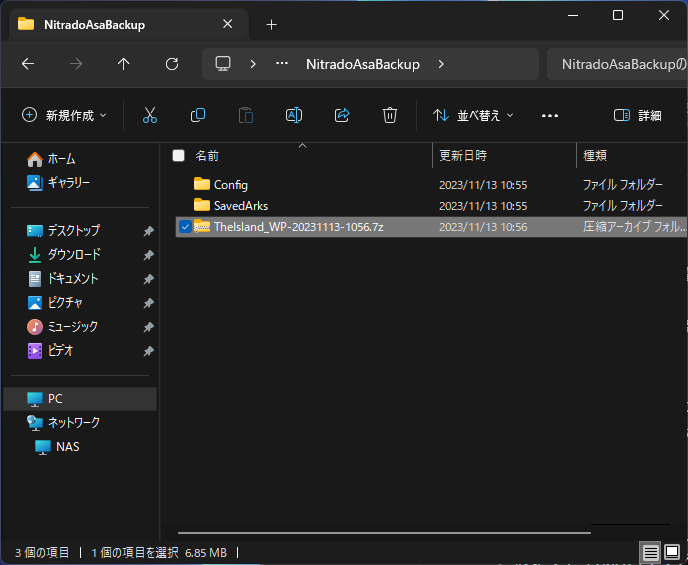 NitradoAsaBackup
NitradoAsaBackup
NitradoAsaBackupの
新規作成
並べ替え
詳細
名前 更新日時 種類
ホーム
ギャラリー
デスクトップ
ダウンロード
ドキュメント
ピクチャ
ミュージック
ビデオ
PC
ネットワーク
NAS
Config 2023/11/13 10:55 ファイル フォルダー
SavedArks 2023/11/13 10:55 ファイル フォルダー
TheIsland_WP-20231113-1056.7z 2023/11/13 10:56 圧縮アーカイブ フォル...
3 個の項目 1 個の項目を選択 6.85 MB